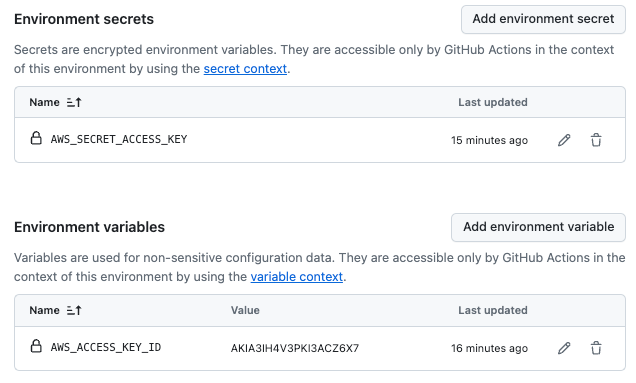 Environment secrets
Add environment secret
Secrets are encrypted environment variables. They are accessible only by GitHub Actions in the context
of this environment by using the secret context.
Name Last updated
AWS_SECRET_ACCESS_KEY 15 minutes ago
Environment variables
Add environment variable
Variables are used for non-sensitive configuration data. They are accessible only by GitHub Actions in the
context of this environment by using the variable context.
Name Value Last updated
AWS_ACCESS_KEY_ID AKIA3IH4V3PKI3ACZ6X7 16 minutes ago